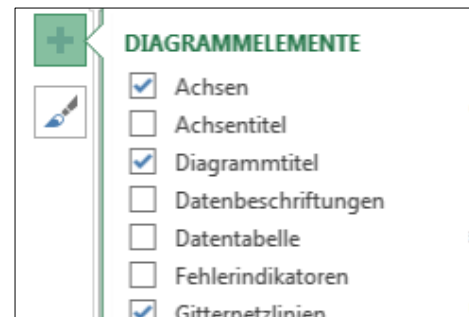 DIAGRAMMELEMENTE
Achsen
Achsentitel
Diagrammtitel
Datenbeschriftungen
Datentabelle
Fehlerindikatoren
Gitternetzlinien